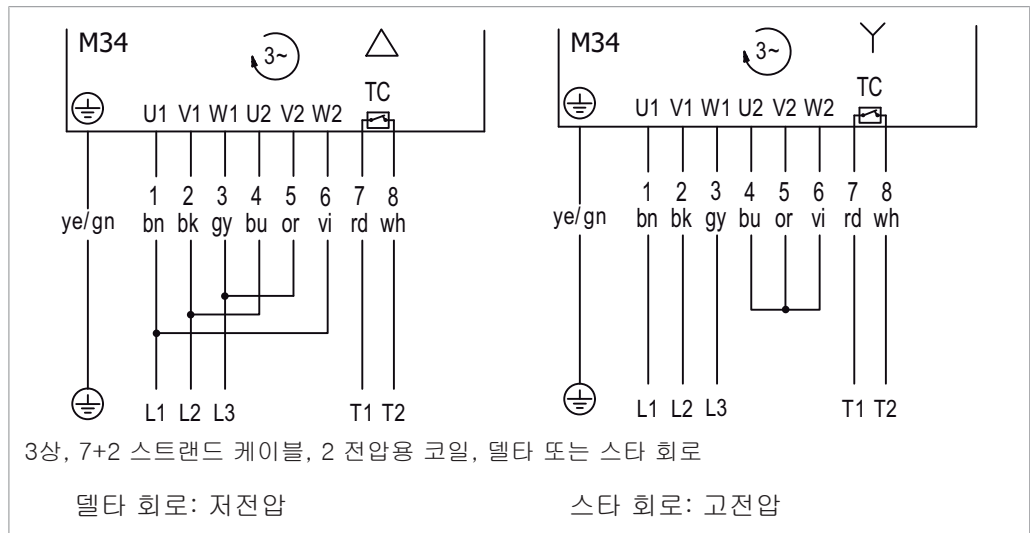 M34
3~
TC
U1 V1 W1 U2 V2 W2
1 2 3 4 5 6 7 8
ye/gn bn bk gy bu or vi rd wh
L1 L2 L3 T1 T2
M34
3~
TC
U1 V1 W1 U2 V2 W2
1 2 3 4 5 6 7 8
ye/gn bn bk gy bu or vi rd wh
L1 L2 L3 T1 T2
3상, 7+2 스트랜드 케이블, 2 전압용 코일, 델타 또는 스타 회로
델타 회로: 저전압
스타 회로: 고전압